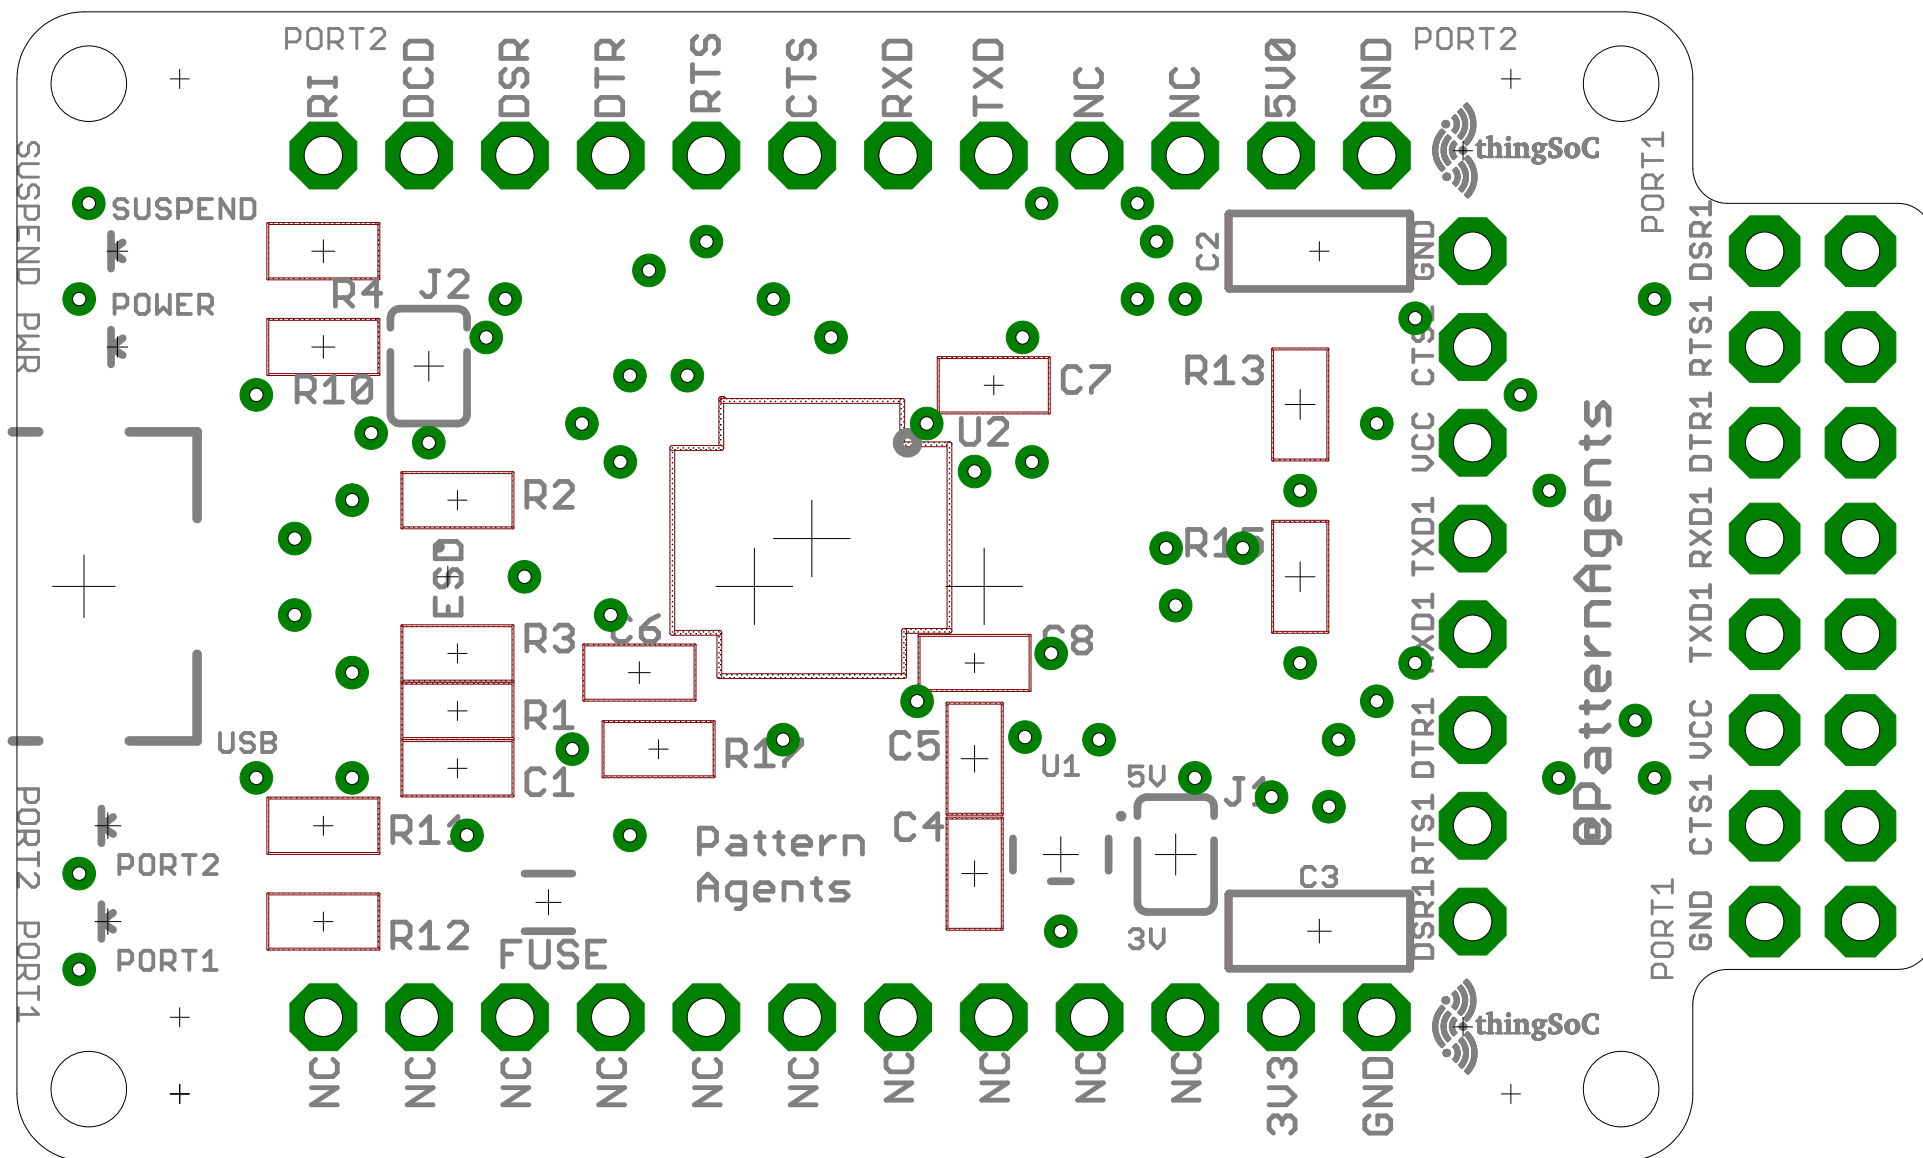 PORT2
PORT2
RI
DCD
DSR
DTR
RTS
CTS
RXD
TXD
NC
NC
5V0
GND
thingSoC
PORT1
SUSPEND PWR
SUSPEND
POWER
R4
J2
R10
C2
GND
DSR1
RTS1
C7
R13
U2
VCC
DTR1
R2
ESD
TXD1
RXD1
@PatternAgents
R3
C6
C8
TXD1
R1
C1
R17
C5
U1
5V
J1
DTR1
VCC
USB
PORT2 PORT1
R11
PORT2
R12
PORT1
FUSE
Pattern
Agents
C4
3V
C3
RTS1
CTS1
DSR1
GND
PORT1
thingSoC
NC
NC
NC
NC
NC
NC
NC
NC
NC
NC
3V3
GND